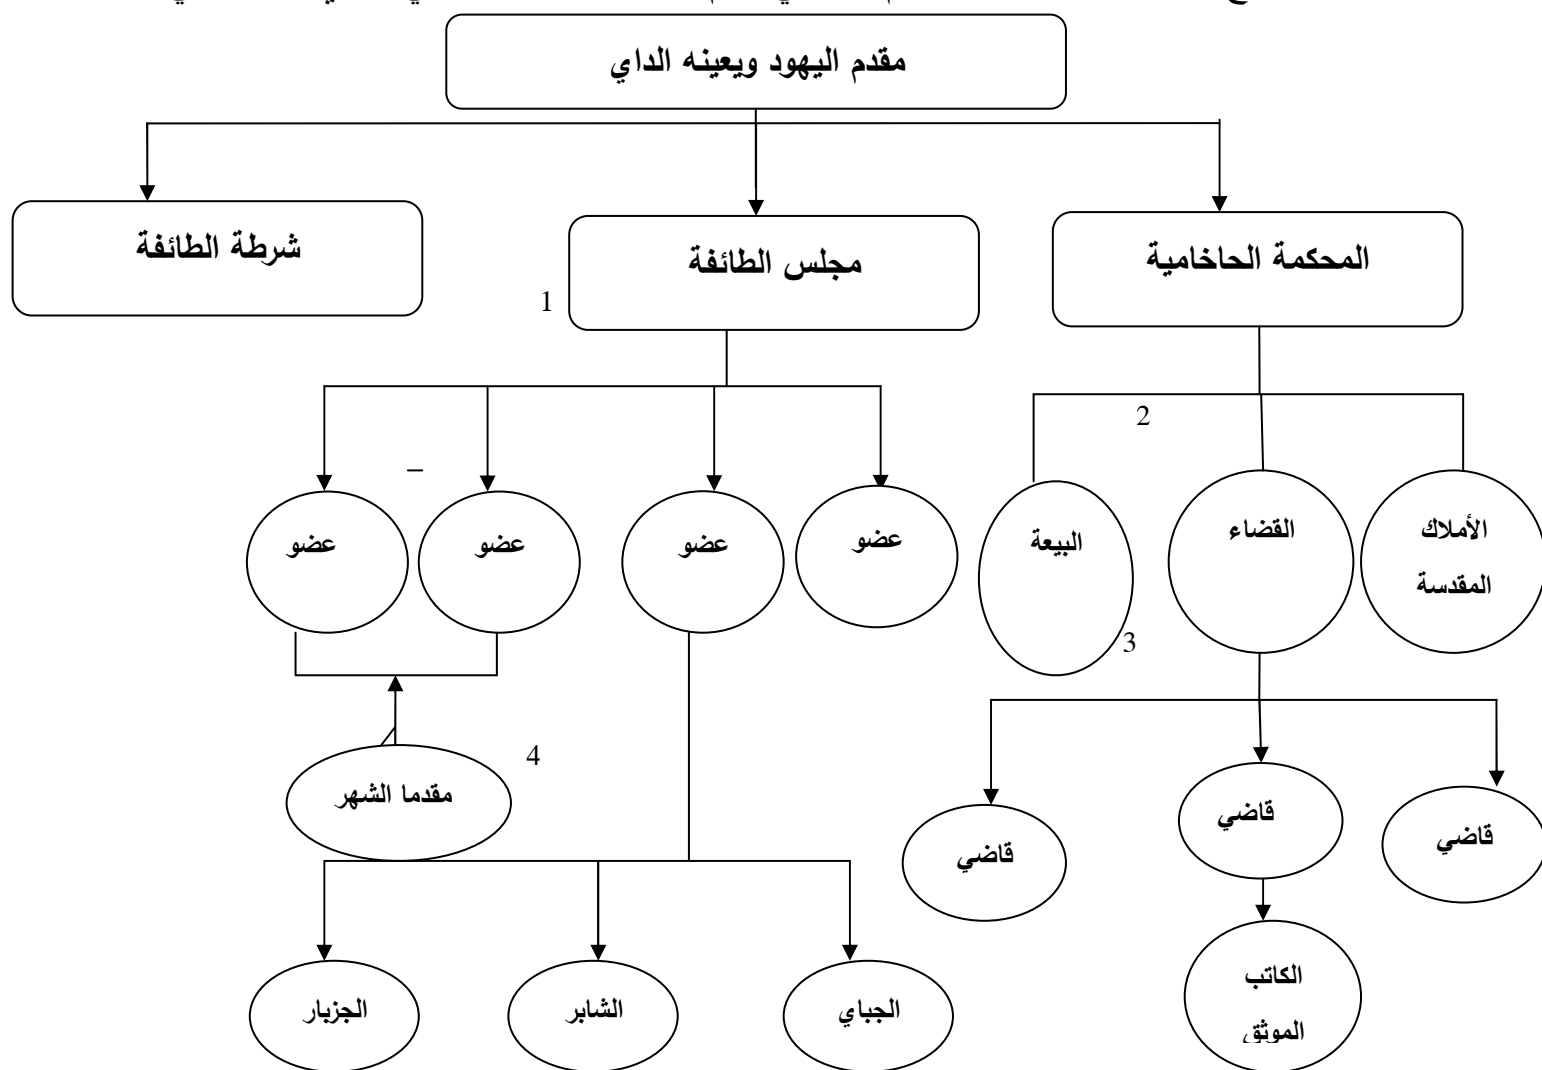 مقدم اليهود ويعينه الداي
المحكمة الحاخامية
مجلس الطائفة
شرطة الطائفة
1
2
الأملاك
المقدسة
القضاء
البيعة
3
عضو
عضو
عضو
عضو
–
مقدما الشهر
4
قاضي
قاضي
قاضي
الكاتب
الموثق
الجباي
الشابر
الجزبار